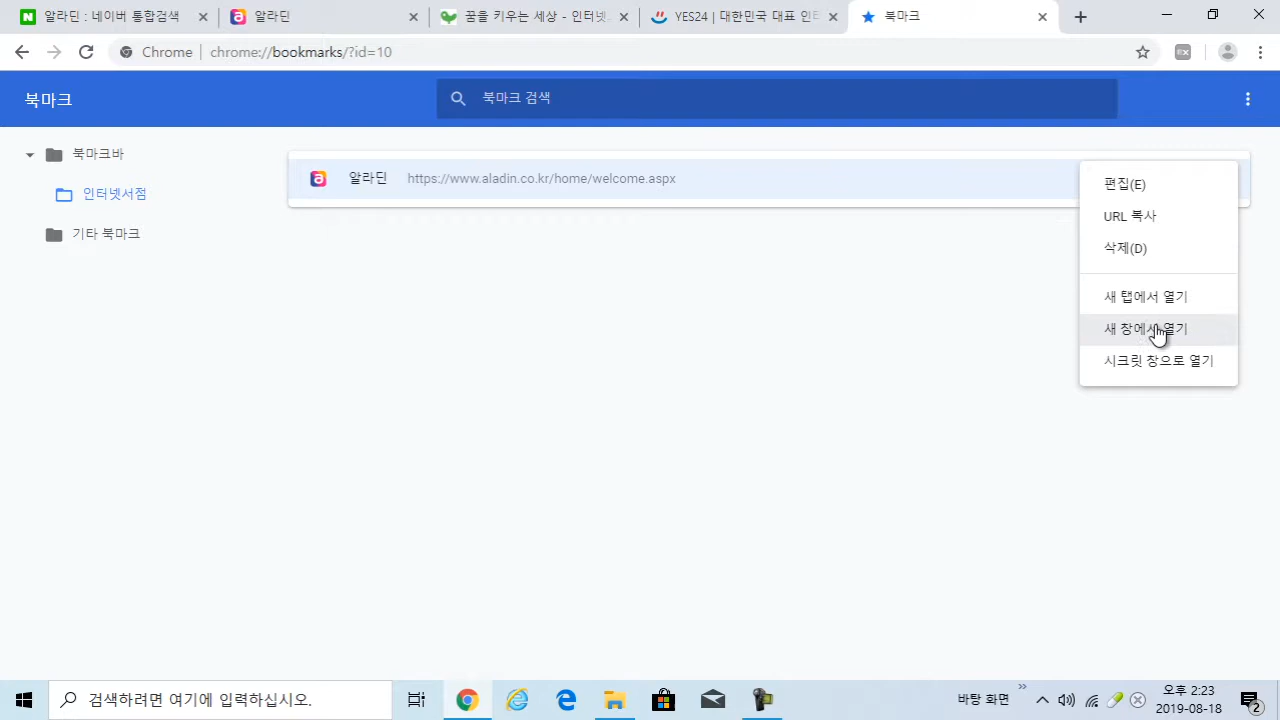 알라딘 : 네이버 통합검색
알라딘
꿈을 키우는 세상 - 인터넷
YES24 | 대한민국 대표 인터
북마크
Chrome
chrome://bookmarks/?id=10
EX
북마크
북마크 검색
북마크바
인터넷서점
기타 북마크
알라딘
https://www.aladin.co.kr/home/welcome.aspx
편집(E)
URL 복사
삭제(D)
새 탭에서 열기
새 창에서 열기
시크릿 창으로 열기
검색하려면 여기에 입력하십시오.
바탕 화면
오후 2:23
2019-08-18
2